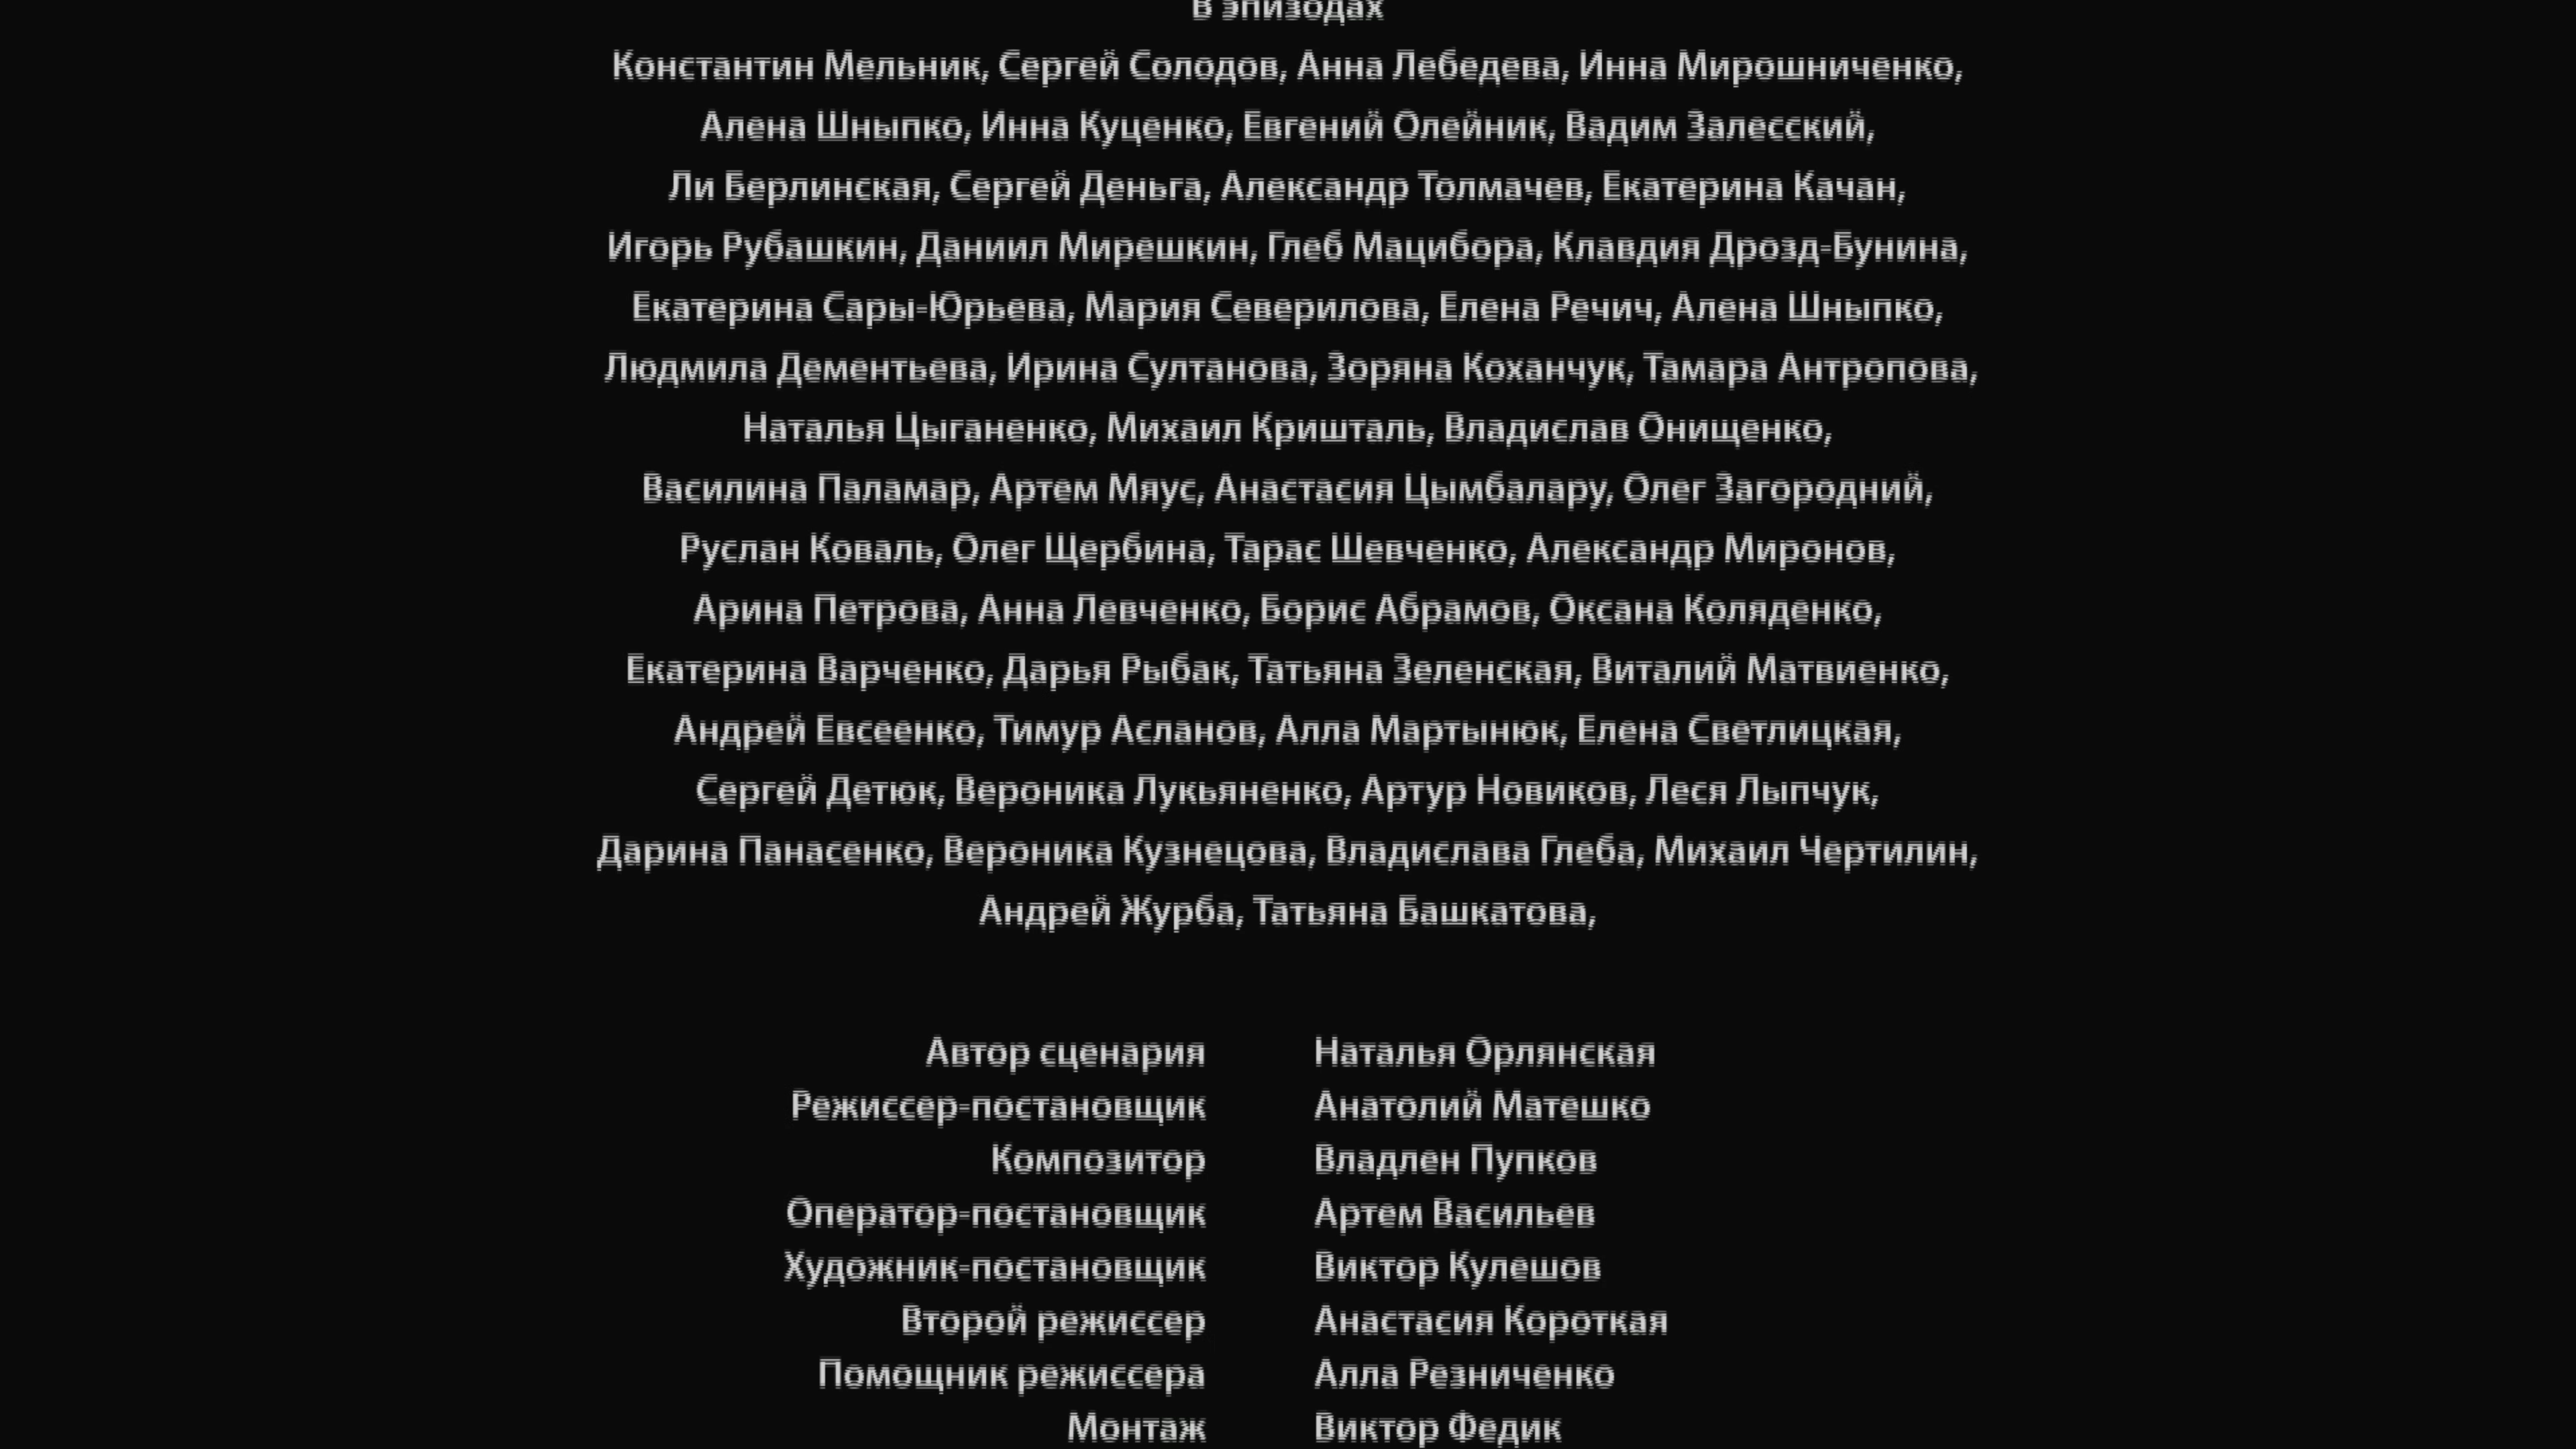 В эпизодах
Константин Мельник, Сергей Солодов, Анна Лебедева, Инна Мирошниченко,
Алена Шныпко, Инна Куценко, Евгений Олейник, Вадим Залесский,
Ли Берлинская, Сергей Деньга, Александр Толмачев, Екатерина Качан,
Игорь Рубашкин, Даниил Мирешкин, Глеб Мацибора, Клавдия Дрозд-Бунина,
Екатерина Сары-Юрьева, Мария Северилова, Елена Речич, Алена Шныпко,
Людмила Дементьева, Ирина Султанова, Зоряна Коханчук, Тамара Антропова,
Наталья Цыганенко, Михаил Кришталь, Владислав Онищенко,
Василина Паламар, Артем Мяус, Анастасия Цымбалару, Олег Загородний,
Руслан Коваль, Олег Щербина, Тарас Шевченко, Александр Миронов,
Арина Петрова, Анна Левченко, Борис Абрамов, Оксана Коляденко,
Екатерина Варченко, Дарья Рыбак, Татьяна Зеленская, Виталий Матвиенко,
Андрей Евсеенко, Тимур Асланов, Алла Мартынюк, Елена Светлицкая,
Сергей Детюк, Вероника Лукьяненко, Артур Новиков, Леся Лыпчук,
Дарина Панасенко, Вероника Кузнецова, Владислава Глеба, Михаил Чертилин,
Андрей Журба, Татьяна Башкатова,
Автор сценария Наталья Орлянская
Режиссер-постановщик Анатолий Матешко
Композитор Владлен Пупков
Оператор-постановщик Артем Васильев
Художник-постановщик Виктор Кулешов
Второй режиссер Анастасия Короткая
Помощник режиссера Алла Резниченко
Монтаж Виктор Федик